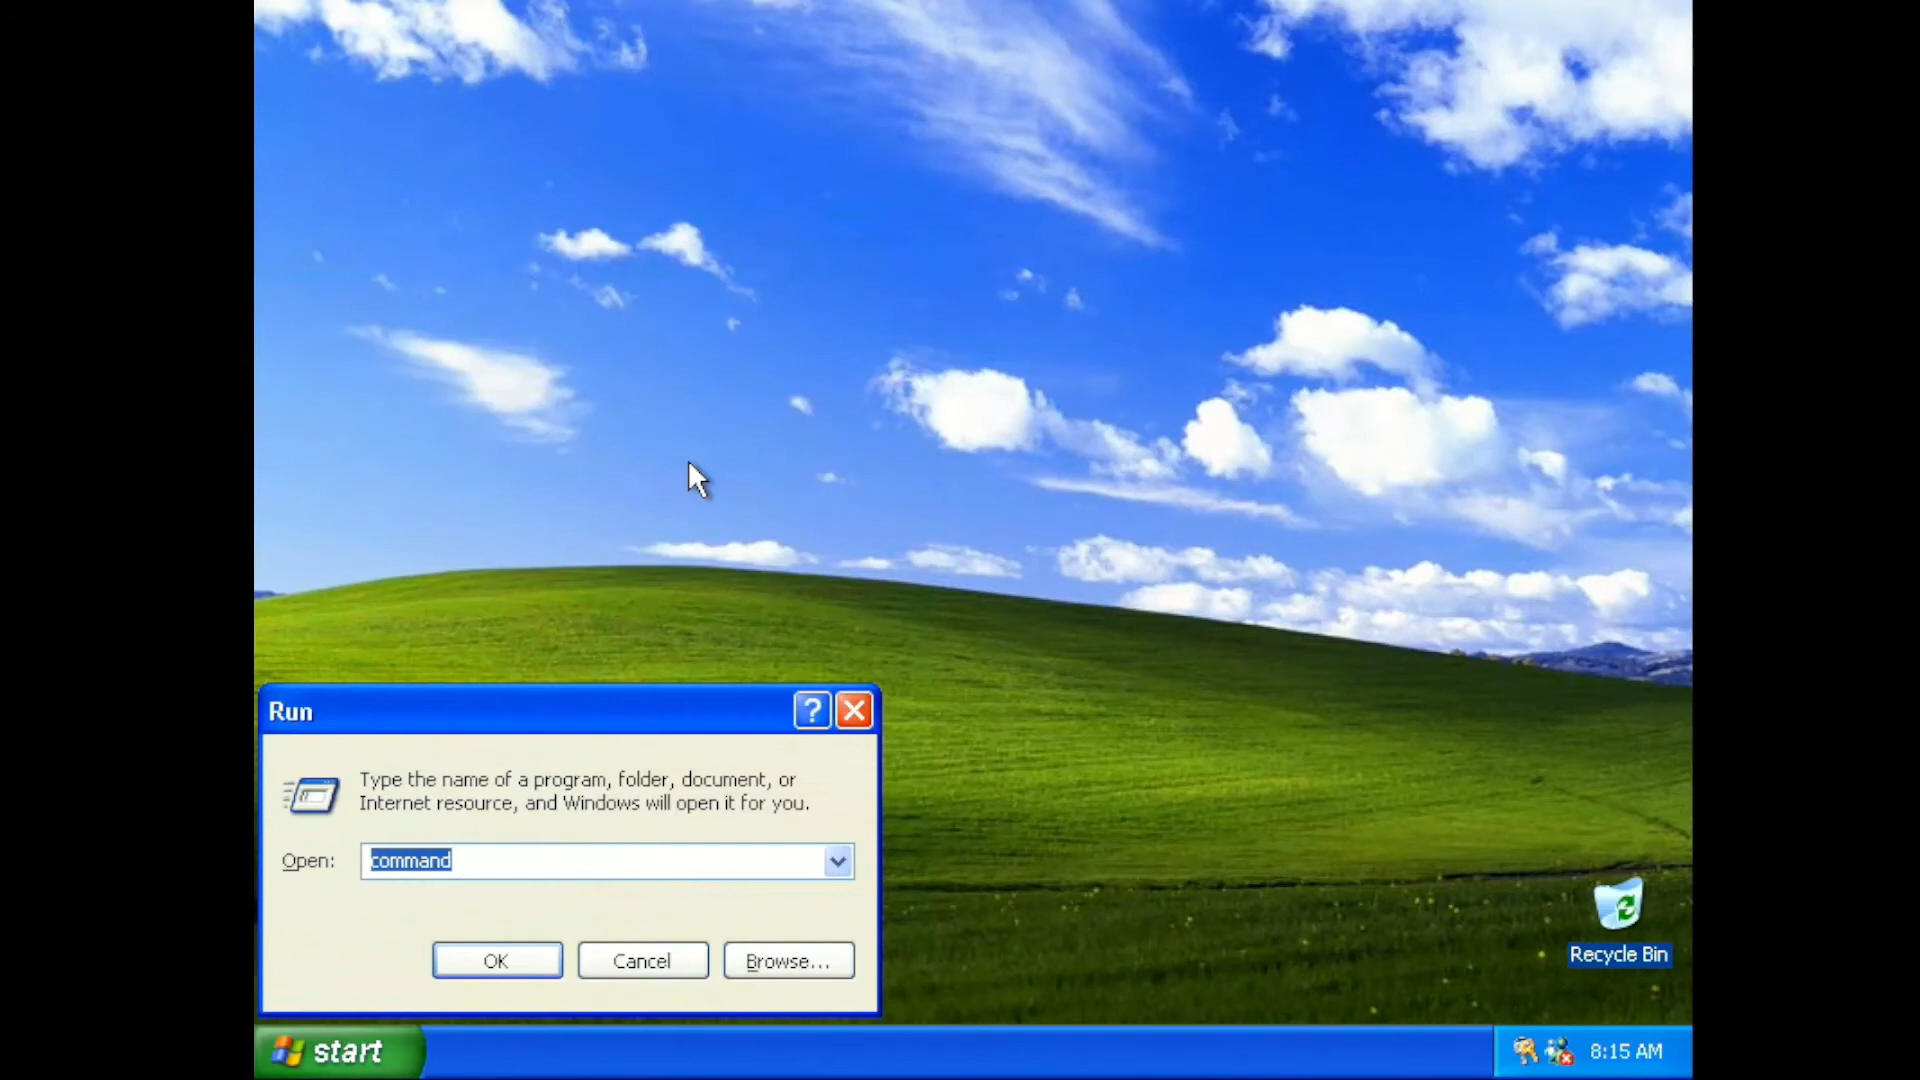 Run
?
Type the name of a program, folder, document, or
Internet resource, and Windows will open it for you.
Open: command
OK Cancel Browse...
Recycle Bin
start
8:15 AM